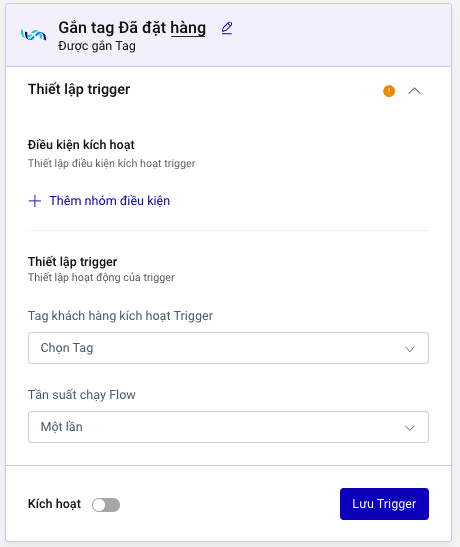 Gắn tag Đã đặt hàng
Được gắn Tag
Thiết lập trigger
Điều kiện kích hoạt
Thiết lập điều kiện kích hoạt trigger
Thêm nhóm điều kiện
Thiết lập trigger
Thiết lập hoạt động của trigger
Tag khách hàng kích hoạt Trigger
Chọn Tag
Tần suất chạy Flow
Một lần
Kích hoạt
Lưu Trigger